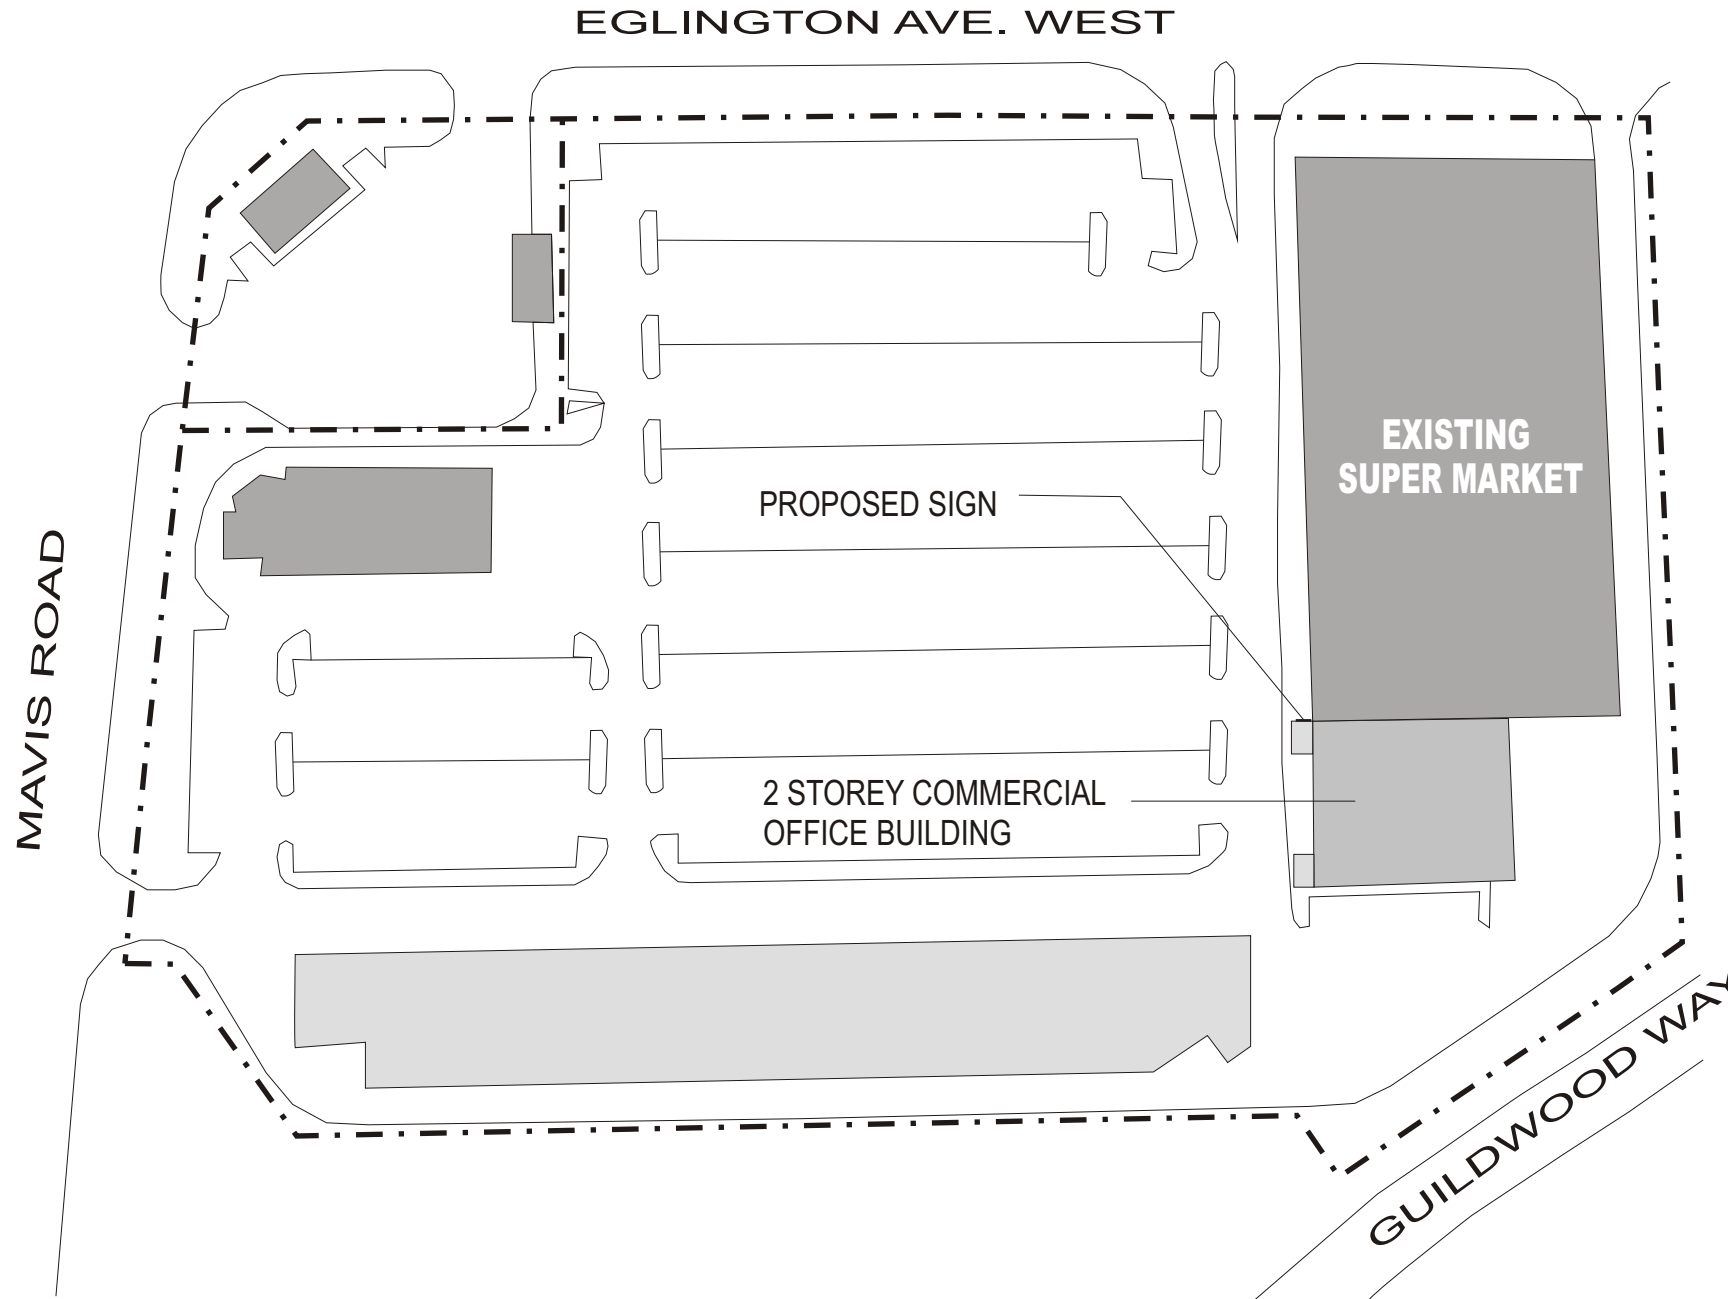 EGLINGTON AVE. WEST
EXISTING
SUPER MARKET
PROPOSED SIGN
MAVIS ROAD
2 STOREY COMMERCIAL
OFFICE BUILDING
GUILDWOOD WAY